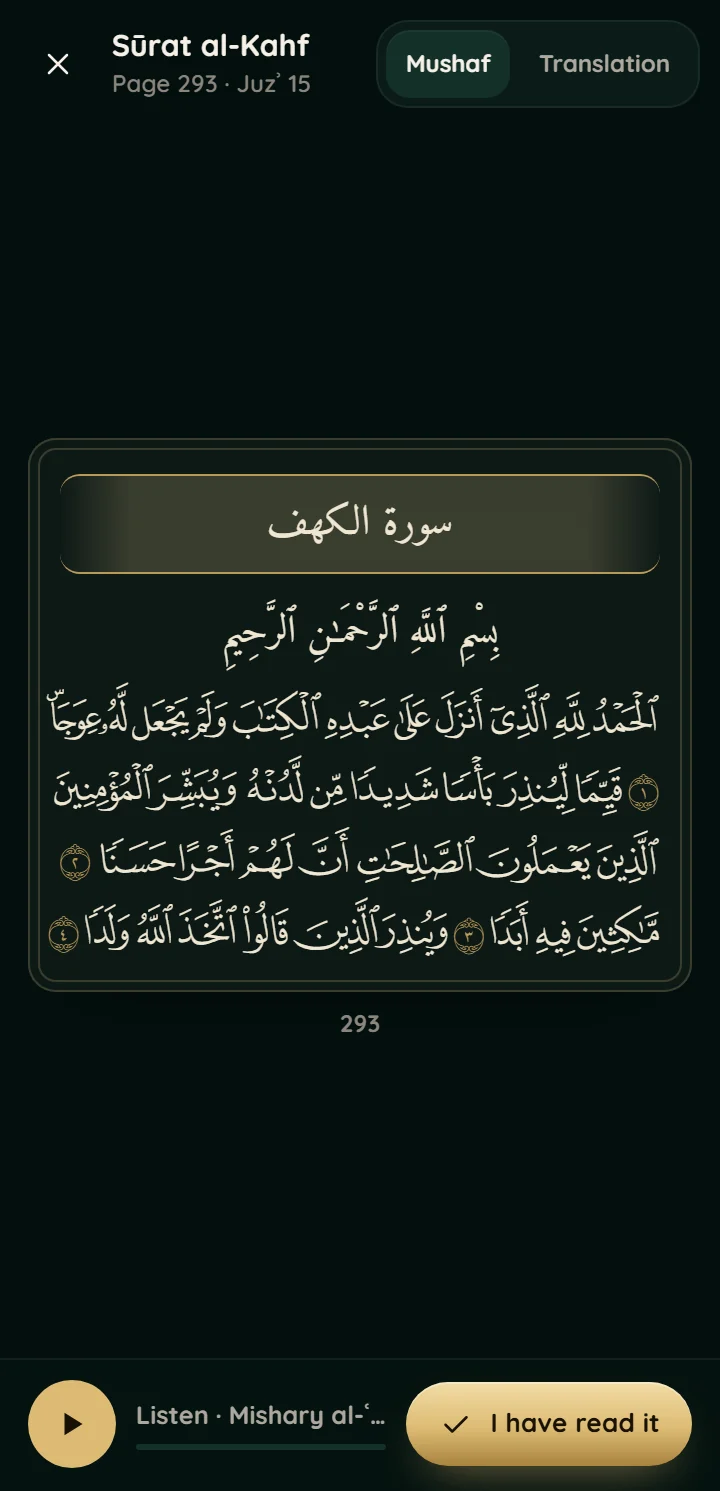 Sūrat al-Kahf
Page 293 · Juzʾ 15
Mushaf
Translation
سورة الكهف
بِسْمِ ٱللَّهِ ٱلرَّحْمَـٰنِ ٱلرَّحِيمِ
ٱلْحَمْدُ لِلَّهِ ٱلَّذِىٓ أَنزَلَ عَلَىٰ عَبْدِهِ ٱلْكِتَـٰبَ وَلَمْ يَجْعَل لَّهُۥ عِوَجَاۜ
١ قَيِّمًا لِّيُنذِرَ بَأْسًا شَدِيدًا مِّن لَّدُنْهُ وَيُبَشِّرَ ٱلْمُؤْمِنِينَ
ٱلَّذِينَ يَعْمَلُونَ ٱلصَّـٰلِحَـٰتِ أَنَّ لَهُمْ أَجْرًا حَسَنًا ٢
مَّـٰكِثِينَ فِيهِ أَبَدًا ٣ وَيُنذِرَ ٱلَّذِينَ قَالُوا۟ ٱتَّخَذَ ٱللَّهُ وَلَدًا ٤
293
Listen · Mishary al-ʿ…
I have read it